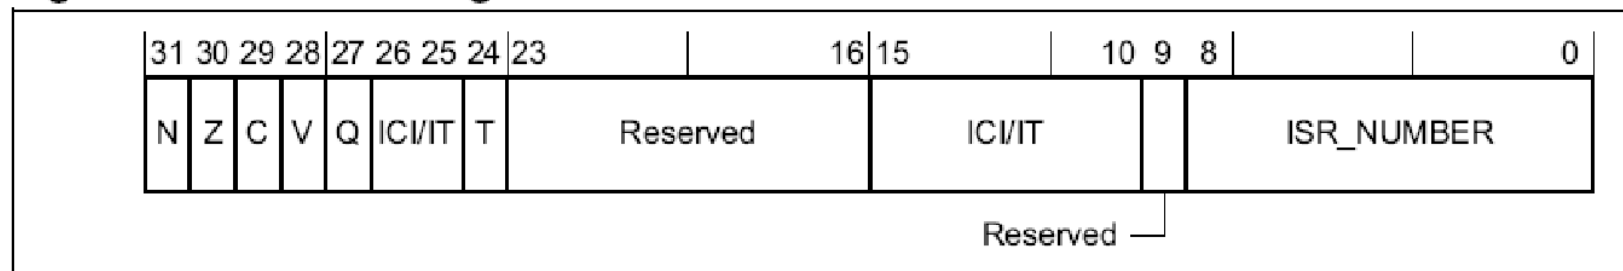 31 30 29 28 27 26 25 24 23 16 15 10 9 8 0
N Z C V Q ICI/IT T Reserved ICI/IT ISR_NUMBER
Reserved